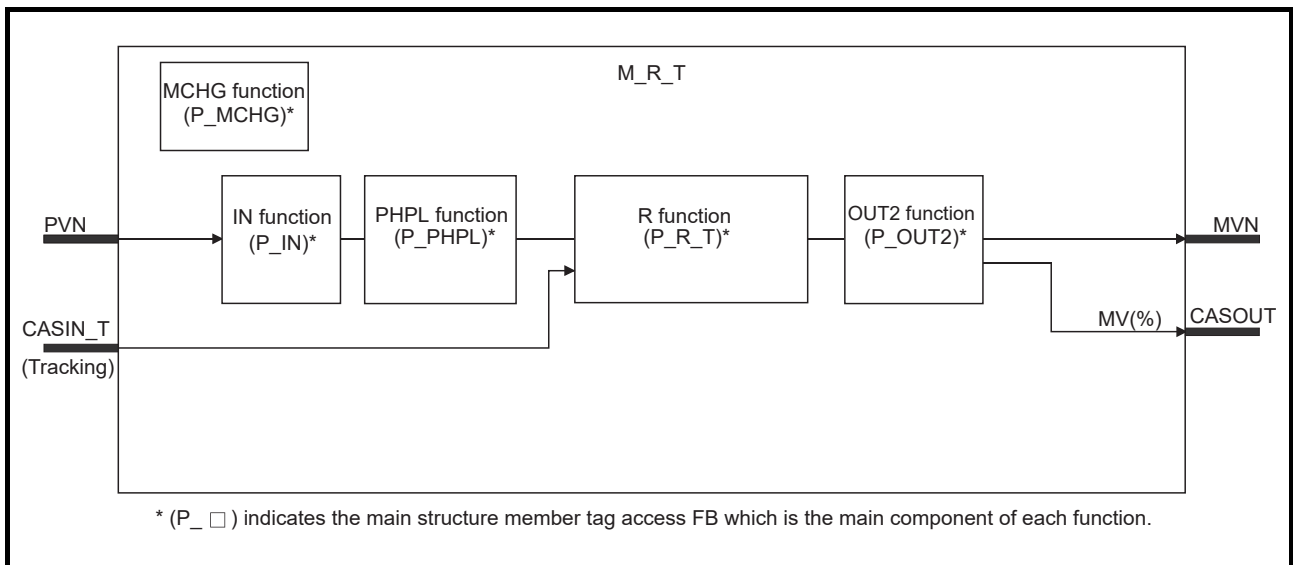 M_R_T
MCHG function
(P_MCHG)*
IN function
(P_IN)*
PHPL function
(P_PHPL)*
R function
(P_R_T)*
OUT2 function
(P_OUT2)*
PVN
MVN
CASIN_T
(Tracking)
MV(%)
CASOUT
* (P_ □ ) indicates the main structure member tag access FB which is the main component of each function.